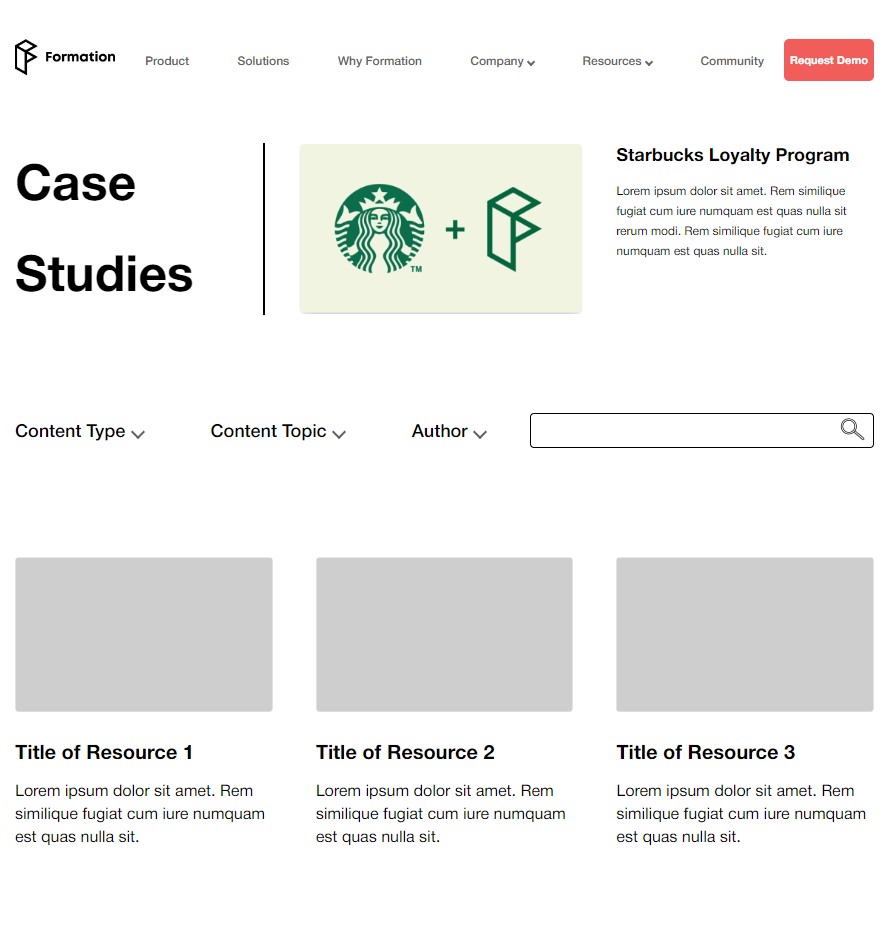 Formation
Product
Solutions
Why Formation
Company
Resources
Community
Request Demo
Case
Studies
TM
Starbucks Loyalty Program
Lorem ipsum dolor sit amet. Rem similique
fugiat cum iure numquam est quas nulla sit
rerum modi. Rem similique fugiat cum iure
numquam est quas nulla sit.
Content Type
Content Topic
Author
Title of Resource 1
Lorem ipsum dolor sit amet. Rem
similique fugiat cum iure numquam
est quas nulla sit.
Title of Resource 2
Lorem ipsum dolor sit amet. Rem
similique fugiat cum iure numquam
est quas nulla sit.
Title of Resource 3
Lorem ipsum dolor sit amet. Rem
similique fugiat cum iure numquam
est quas nulla sit.